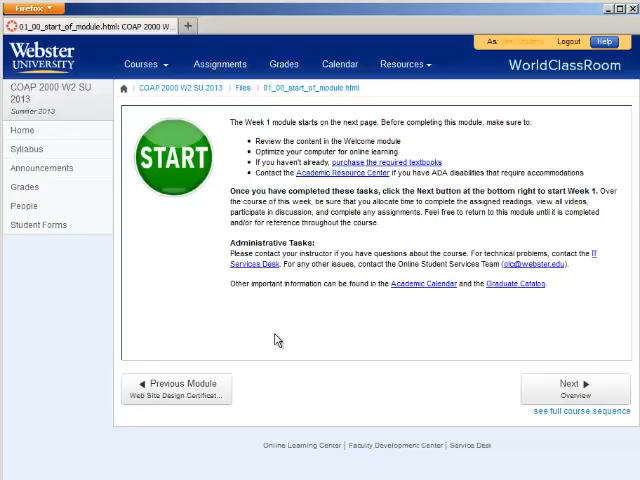 Firefox
01_00_start_of_module.html: COAP 2000 W...
Webster
UNIVERSITY
As:
Logout
Help
Courses
Assignments
Grades
Calendar
Resources
WorldClassRoom
COAP 2000 W2 SU
2013
Summer 2013
Home
Syllabus
Announcements
Grades
People
Student Forms
COAP 2000 W2 SU 2013
Files
01_00_start_of_module.html
START
The Week 1 module starts on the next page. Before completing this module, make sure to:
Review the content in the Welcome module
Optimize your computer for online learning
If you haven't already, purchase the required textbooks
Contact the Academic Resource Center if you have ADA disabilities that require accommodations
Once you have completed these tasks, click the Next button at the bottom right to start Week 1. Over
the course of this week, be sure that you allocate time to complete the assigned readings, view all videos,
participate in discussion, and complete any assignments. Feel free to return to this module until it is completed
and/or for reference throughout the course.
Administrative Tasks:
Please contact your instructor if you have questions about the course. For technical problems, contact the IT
Services Desk. For any other issues, contact the Online Student Services Team (olc@webster.edu).
Other important information can be found in the Academic Calendar and the Graduate Catalog.
Previous Module
Web Site Design Certificat...
Next
Overview
see full course sequence
Online Learning Center | Faculty Development Center | Service Desk